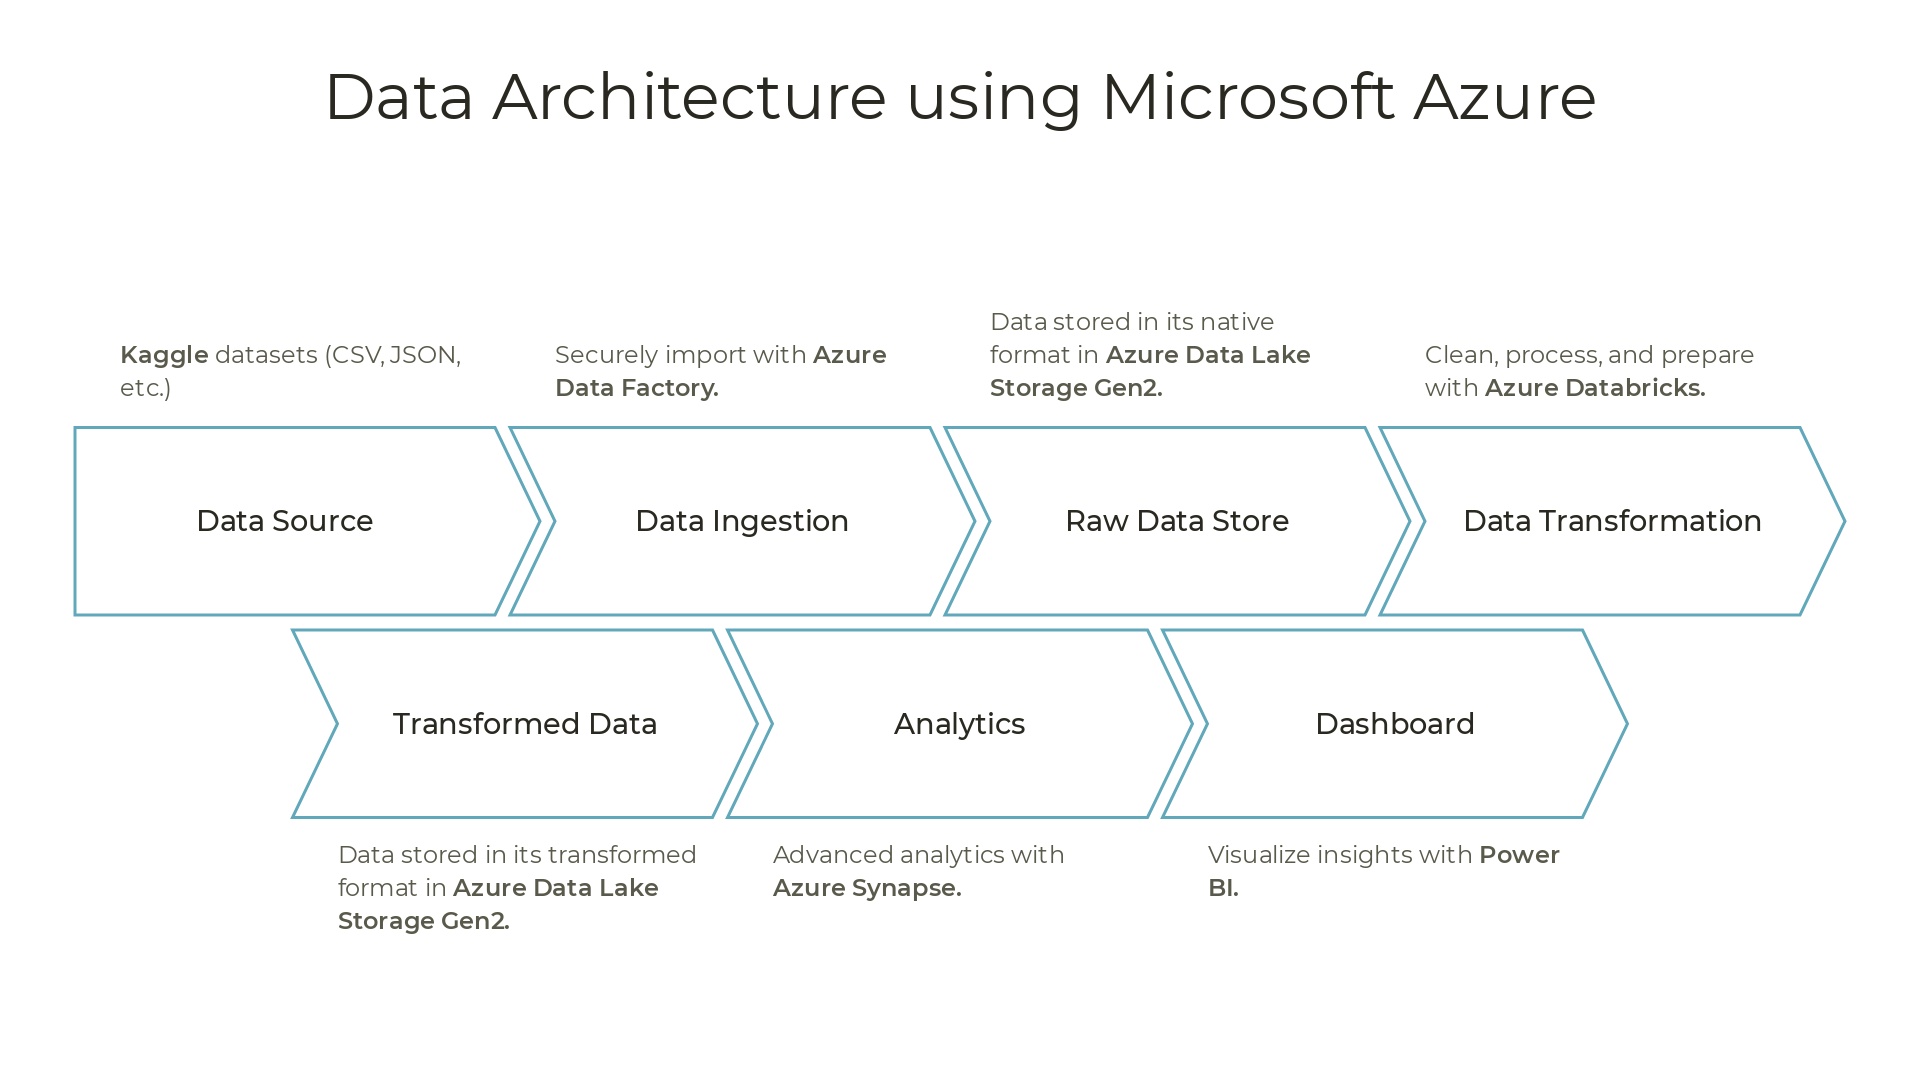 Data Architecture using Microsoft Azure
Kaggle datasets (CSV, JSON,
etc.)
Securely import with Azure
Data Factory.
Data stored in its native
format in Azure Data Lake
Storage Gen2.
Clean, process, and prepare
with Azure Databricks.
Data Source
Data Ingestion
Raw Data Store
Data Transformation
Transformed Data
Analytics
Dashboard
Data stored in its transformed
format in Azure Data Lake
Storage Gen2.
Advanced analytics with
Azure Synapse.
Visualize insights with Power
BI.